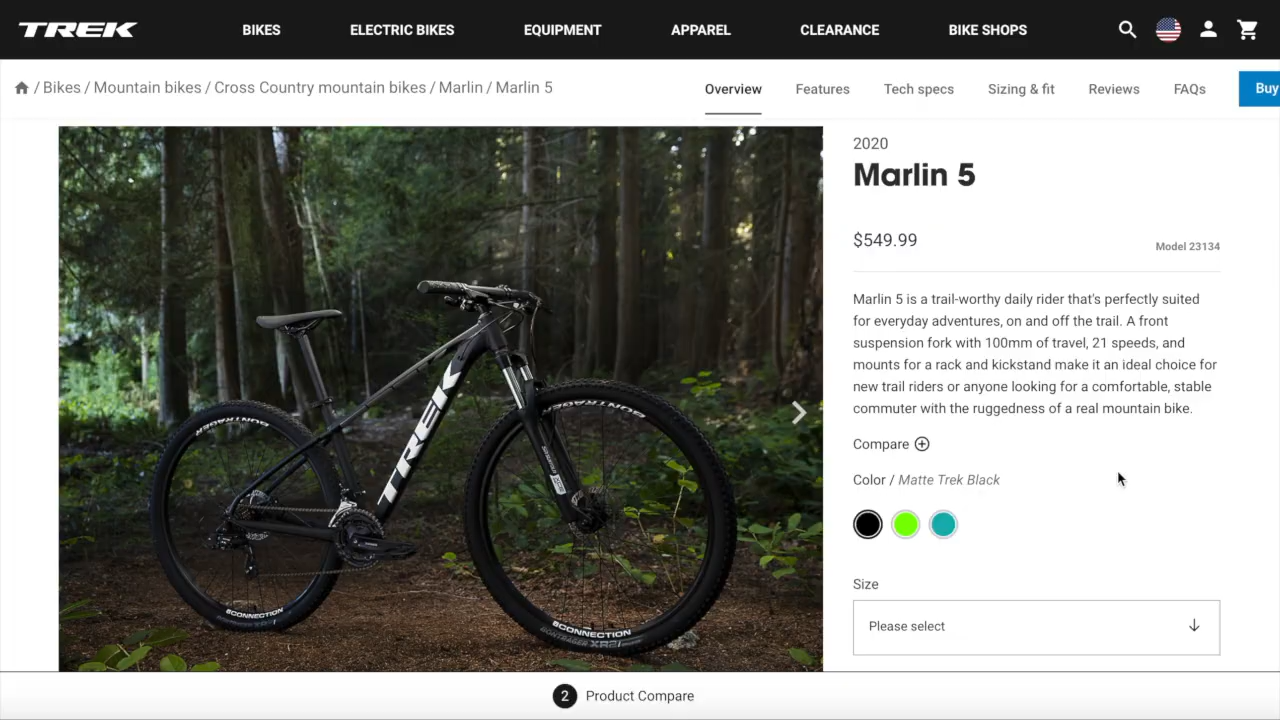 TREK
BIKES
ELECTRIC BIKES
EQUIPMENT
APPAREL
CLEARANCE
BIKE SHOPS
/ Bikes / Mountain bikes / Cross Country mountain bikes / Marlin / Marlin 5
Overview
Features
Tech specs
Sizing & fit
Reviews
FAQs
Buy
BONTRAGER
BONTRAGER
TREK
XCONNECTION
XCONNECTION
BONTRAGER XR2
2020
Marlin 5
$549.99
Model 23134
Marlin 5 is a trail-worthy daily rider that's perfectly suited
for everyday adventures, on and off the trail. A front
suspension fork with 100mm of travel, 21 speeds, and
mounts for a rack and kickstand make it an ideal choice for
new trail riders or anyone looking for a comfortable, stable
commuter with the ruggedness of a real mountain bike.
Compare
Color / Matte Trek Black
Size
Please select
2 Product Compare